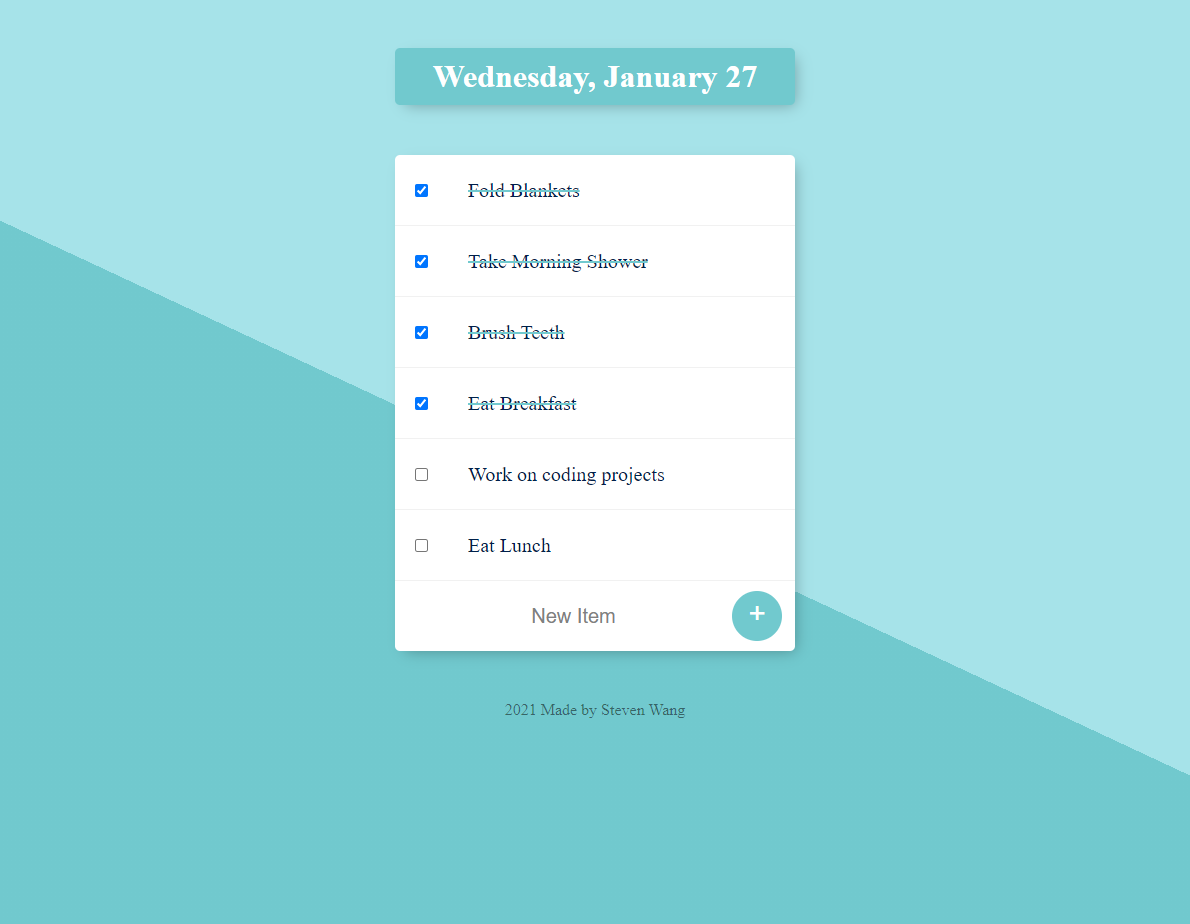 Wednesday, January 27
Fold Blankets
Take Morning Shower
Brush Teeth
Eat Breakfast
Work on coding projects
Eat Lunch
New Item
+
2021 Made by Steven Wang